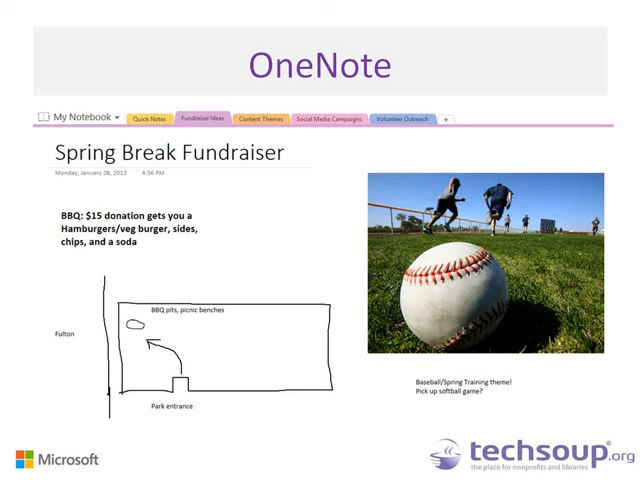 OneNote
My Notebook
Quick Notes
Fundraiser Ideas
Content Themes
Social Media Campaigns
Volunteer Outreach
+
Spring Break Fundraiser
Monday, January 28, 2013 4:56 PM
BBQ: $15 donation gets you a
Hamburgers/veg burger, sides,
chips, and a soda
BBQ pits, picnic benches
Fulton
Park entrance
Baseball/Spring Training theme!
Pick up softball game?
Microsoft
techsoup.org
the place for nonprofits and libraries